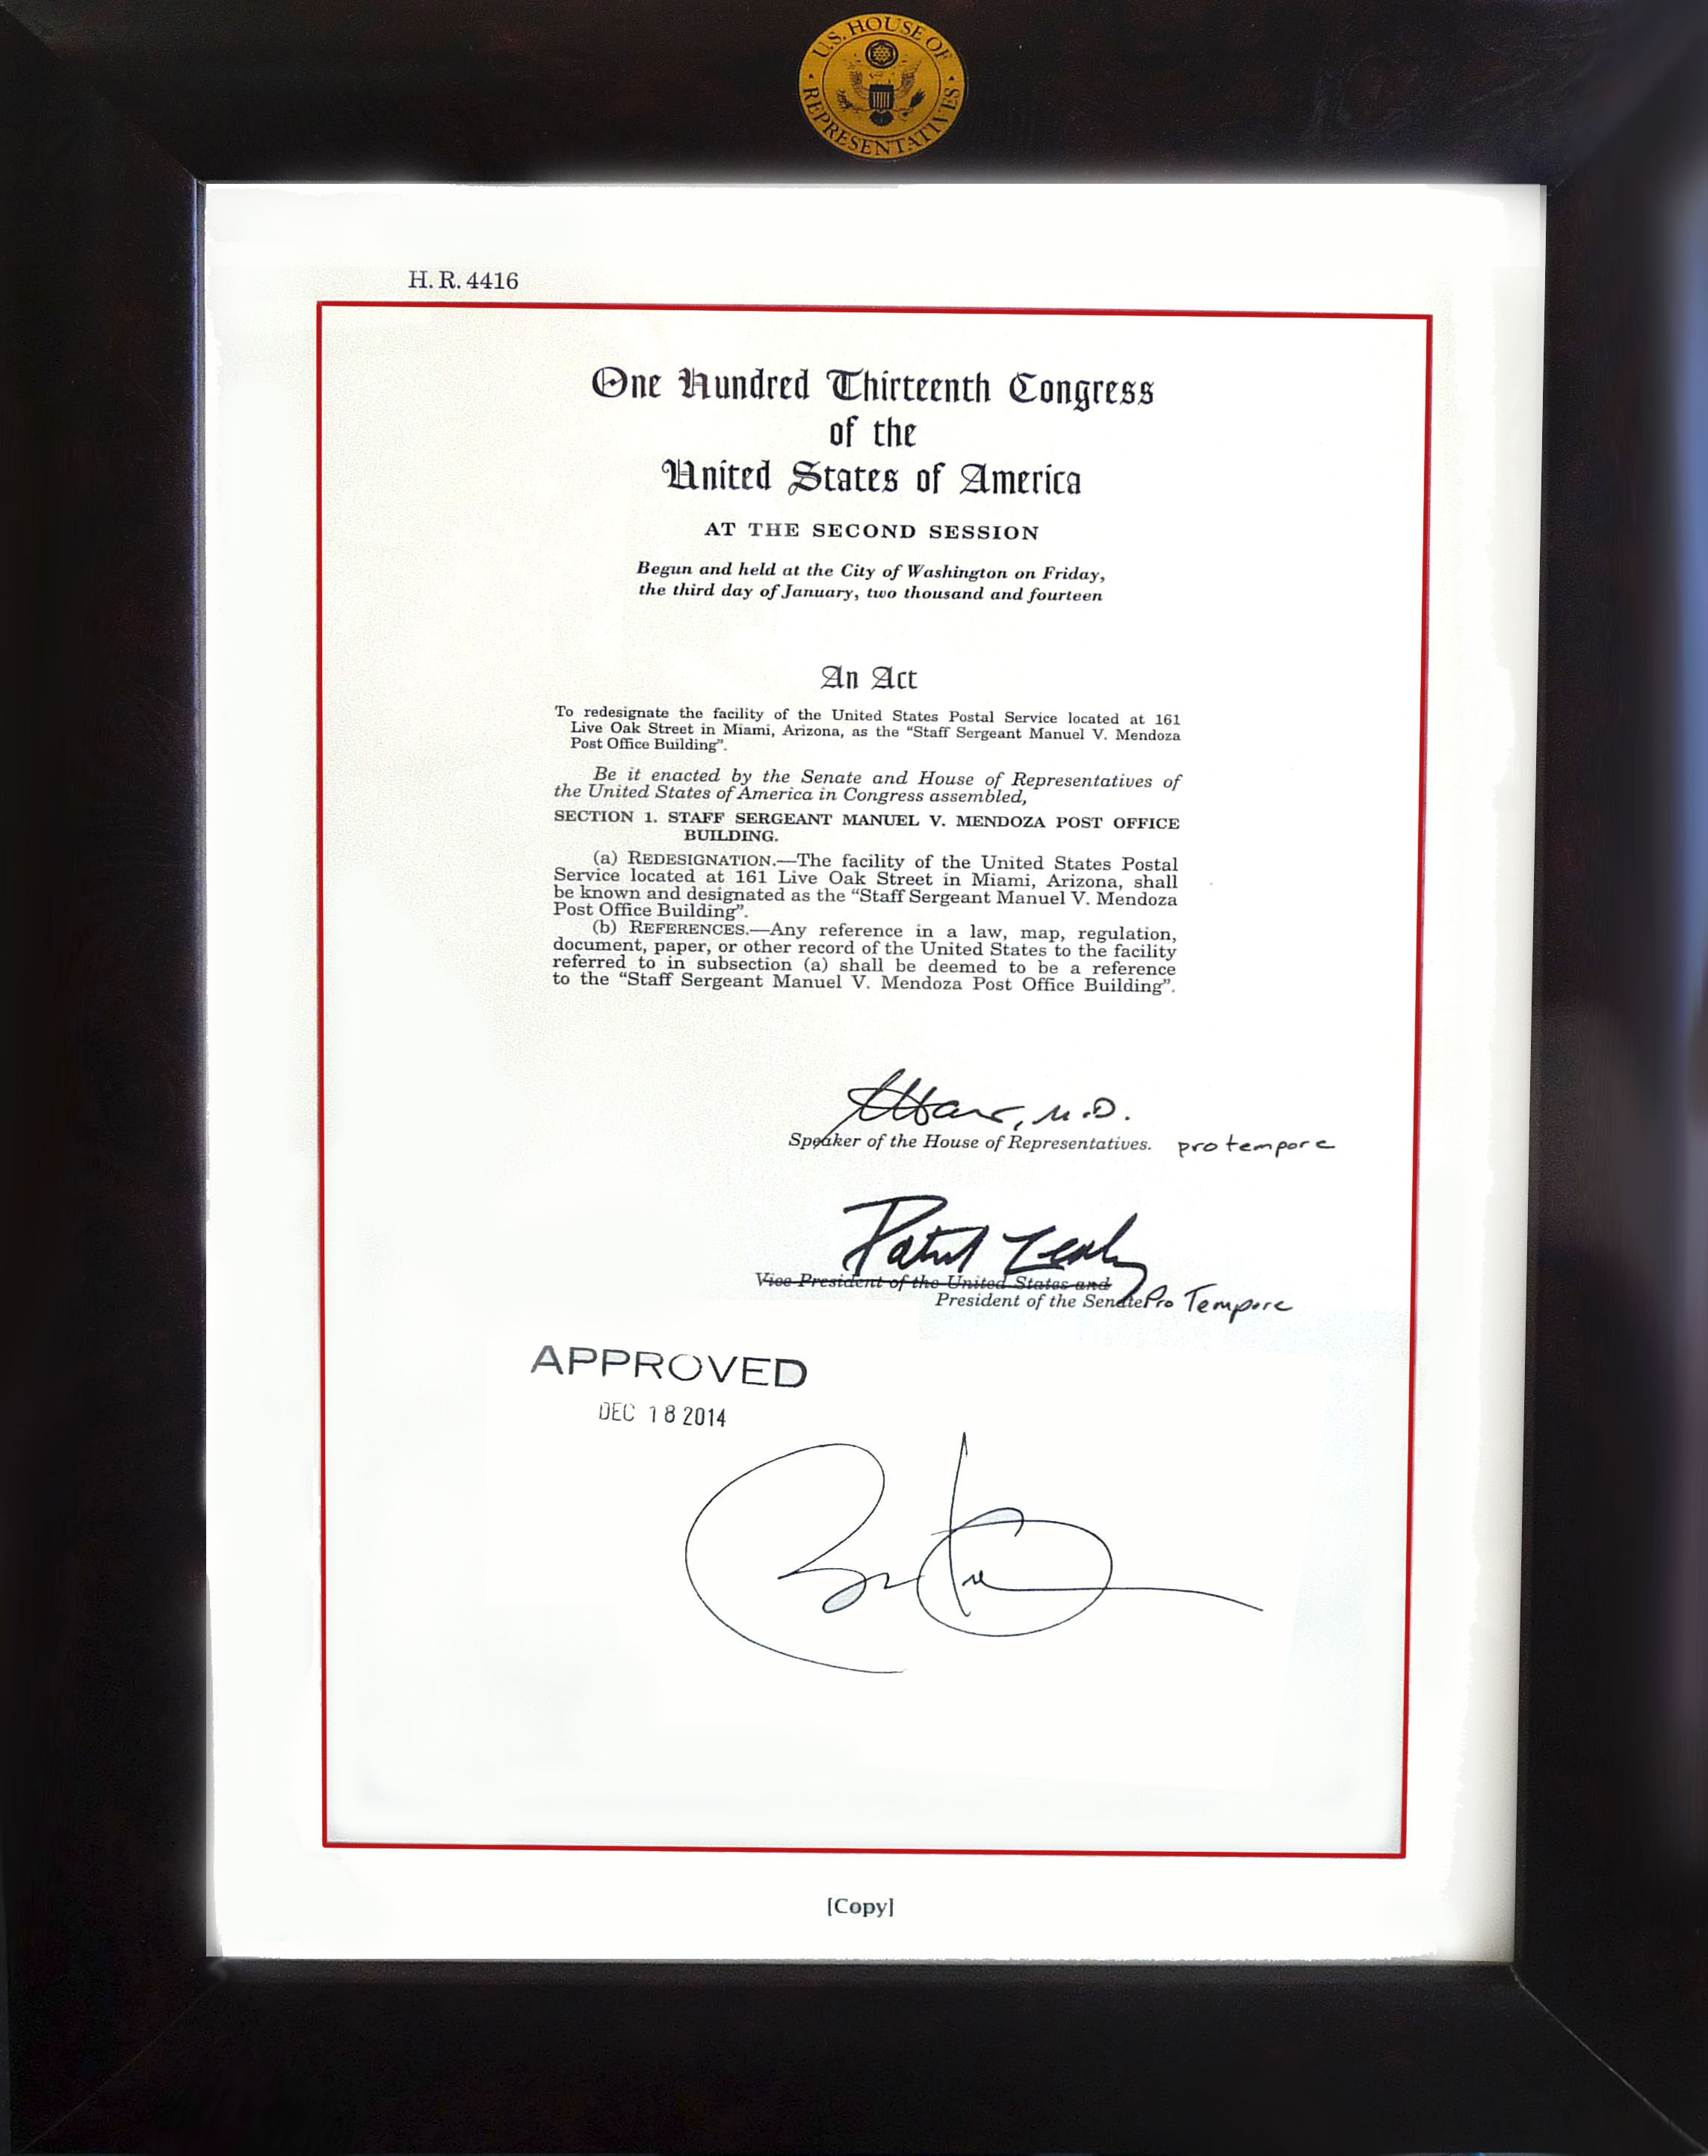 U.S. HOUSE OF REPRESENTATIVES
H. R. 4416
One Hundred Thirteenth Congress
of the
United States of America
AT THE SECOND SESSION
Begun and held at the City of Washington on Friday,
the third day of January, two thousand and fourteen
An Act
To redesignate the facility of the United States Postal Service located at 161
Live Oak Street in Miami, Arizona, as the “Staff Sergeant Manuel V. Mendoza
Post Office Building”.
Be it enacted by the Senate and House of Representatives of
the United States of America in Congress assembled,
SECTION 1. STAFF SERGEANT MANUEL V. MENDOZA POST OFFICE
BUILDING.
(a) REDESIGNATION.—The facility of the United States Postal
Service located at 161 Live Oak Street in Miami, Arizona, shall
be known and designated as the “Staff Sergeant Manuel V. Mendoza
Post Office Building”.
(b) REFERENCES.—Any reference in a law, map, regulation,
document, paper, or other record of the United States to the facility
referred to in subsection (a) shall be deemed to be a reference
to the “Staff Sergeant Manuel V. Mendoza Post Office Building”.
M.D.
Speaker of the House of Representatives. pro tempore
Patrick Leahy
Vice President of the United States and
President of the Senate Pro Tempore
APPROVED
DEC 18 2014
[Copy]